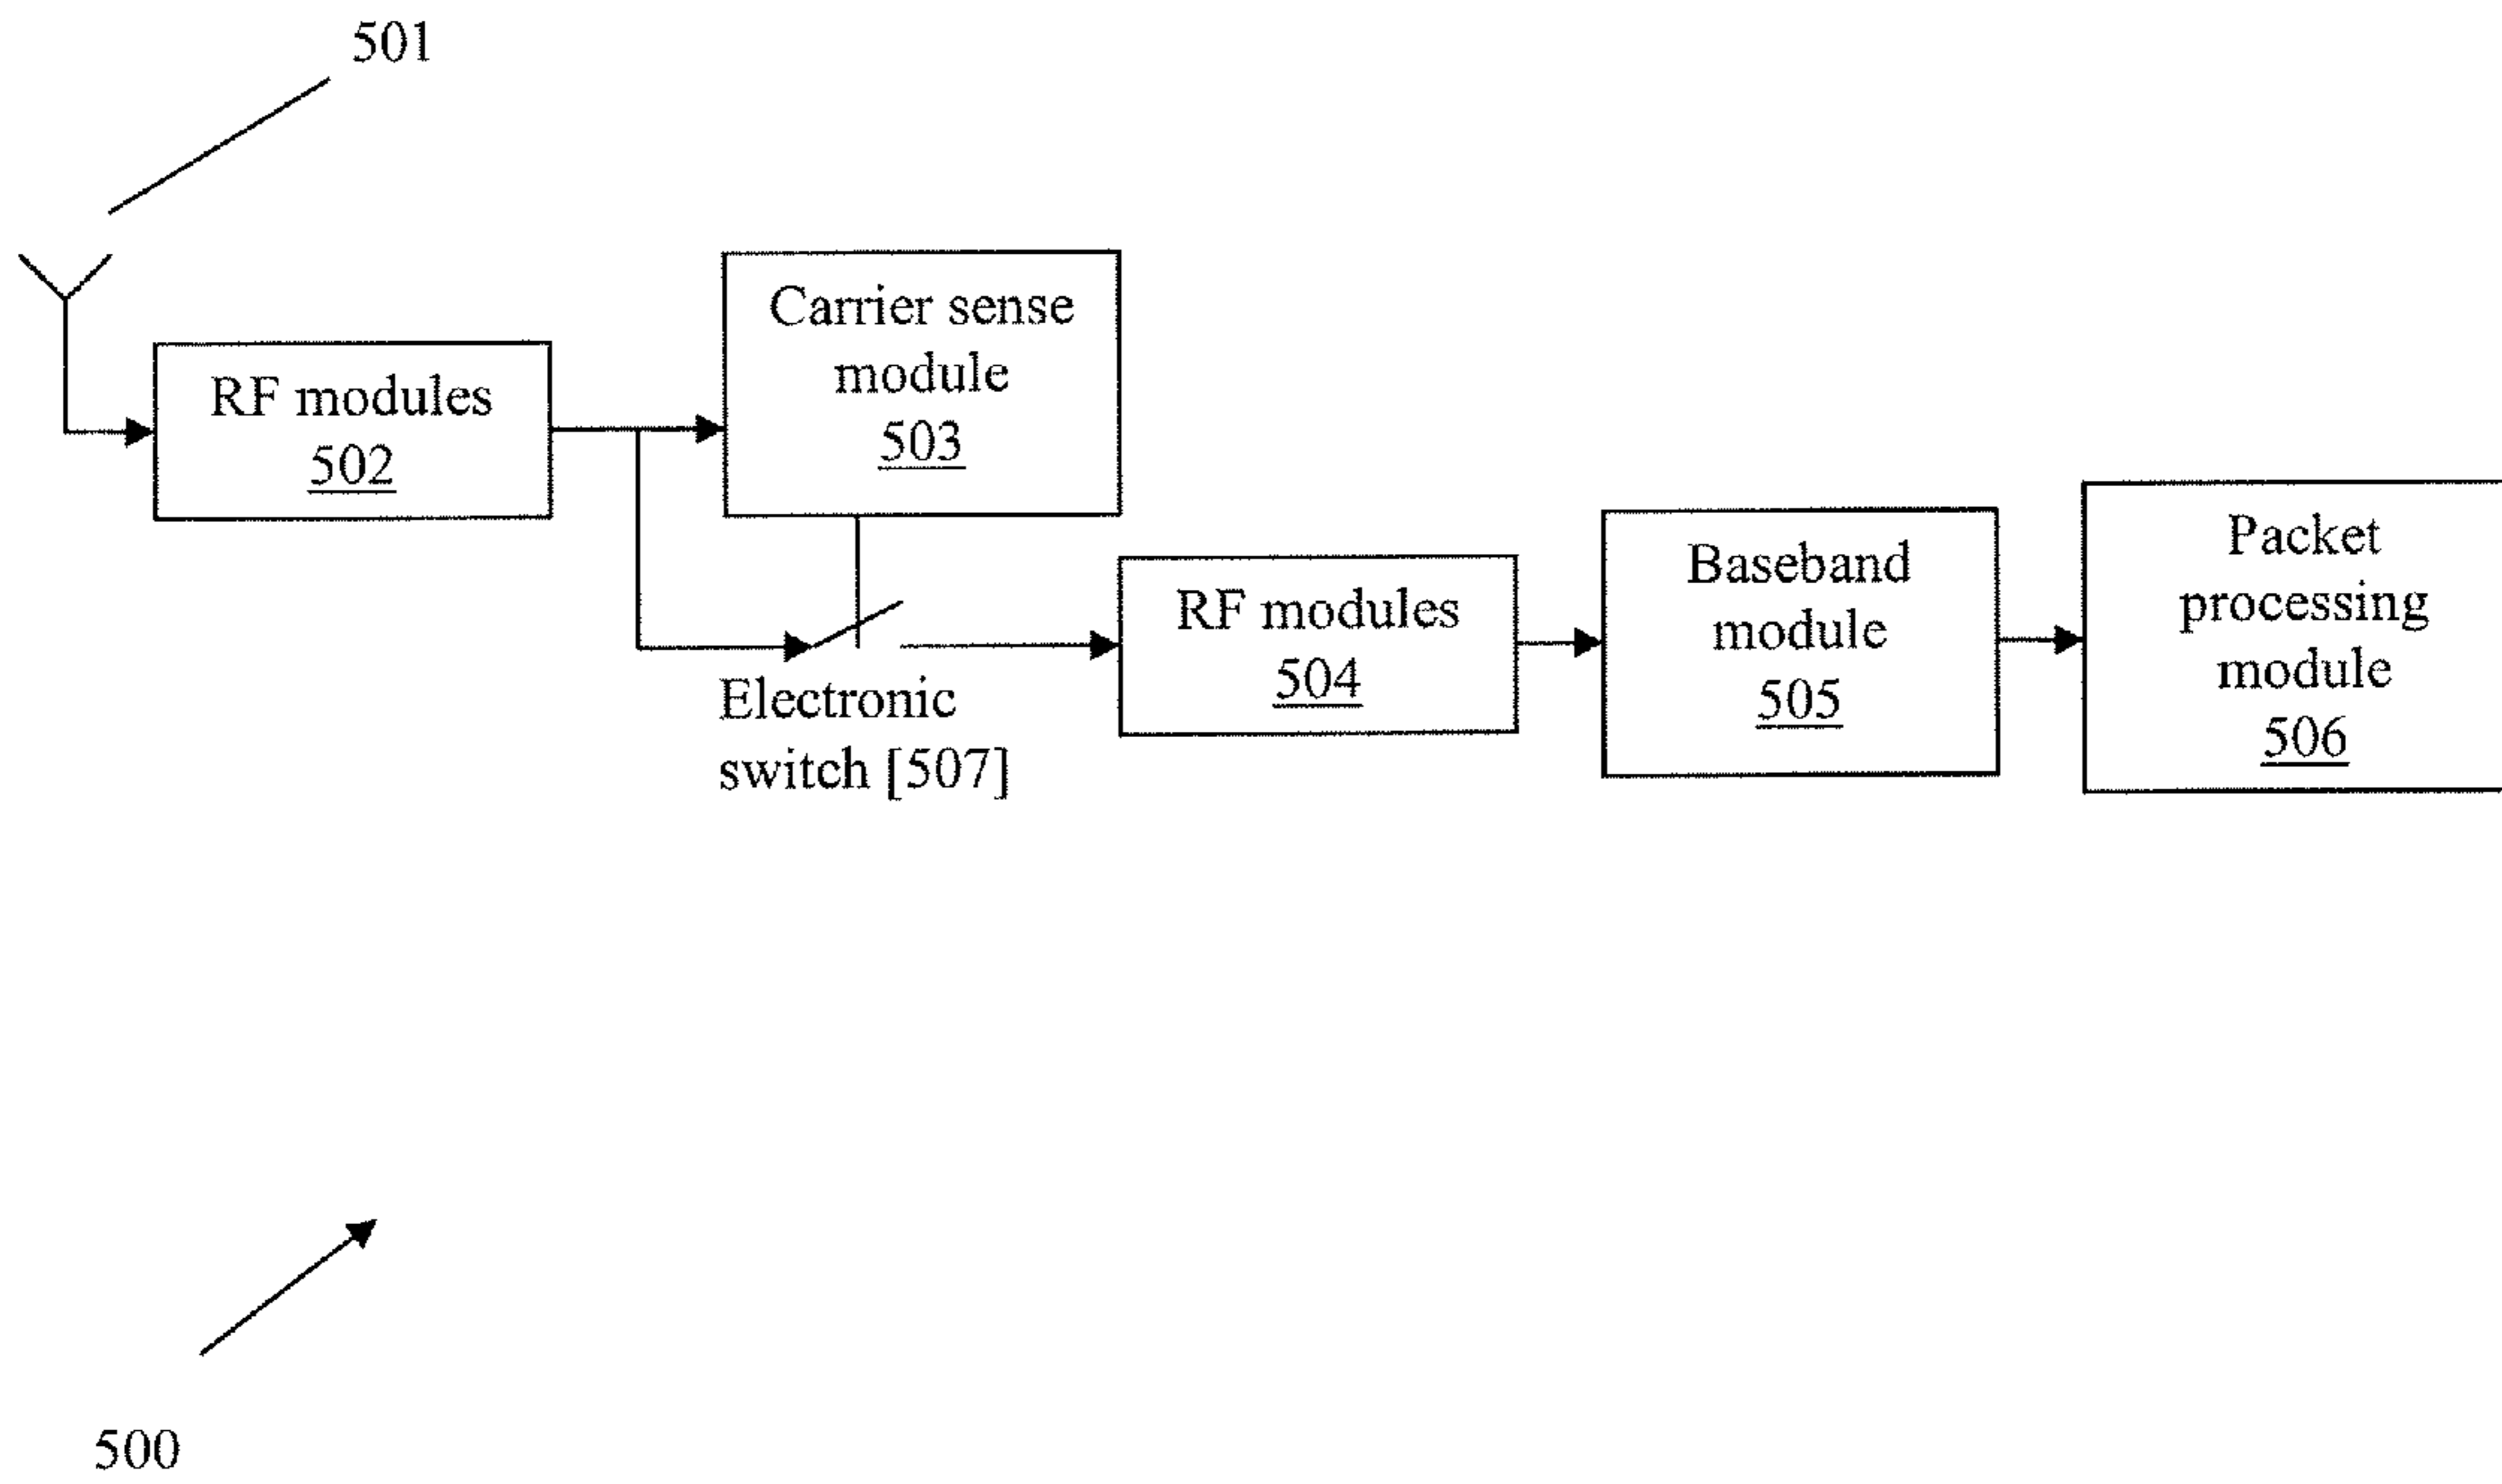 501
Carrier sense
module
503
RF modules
502
RF modules
504
Baseband
module
505
Packet
processing
module
506
Electronic
switch [507]
500